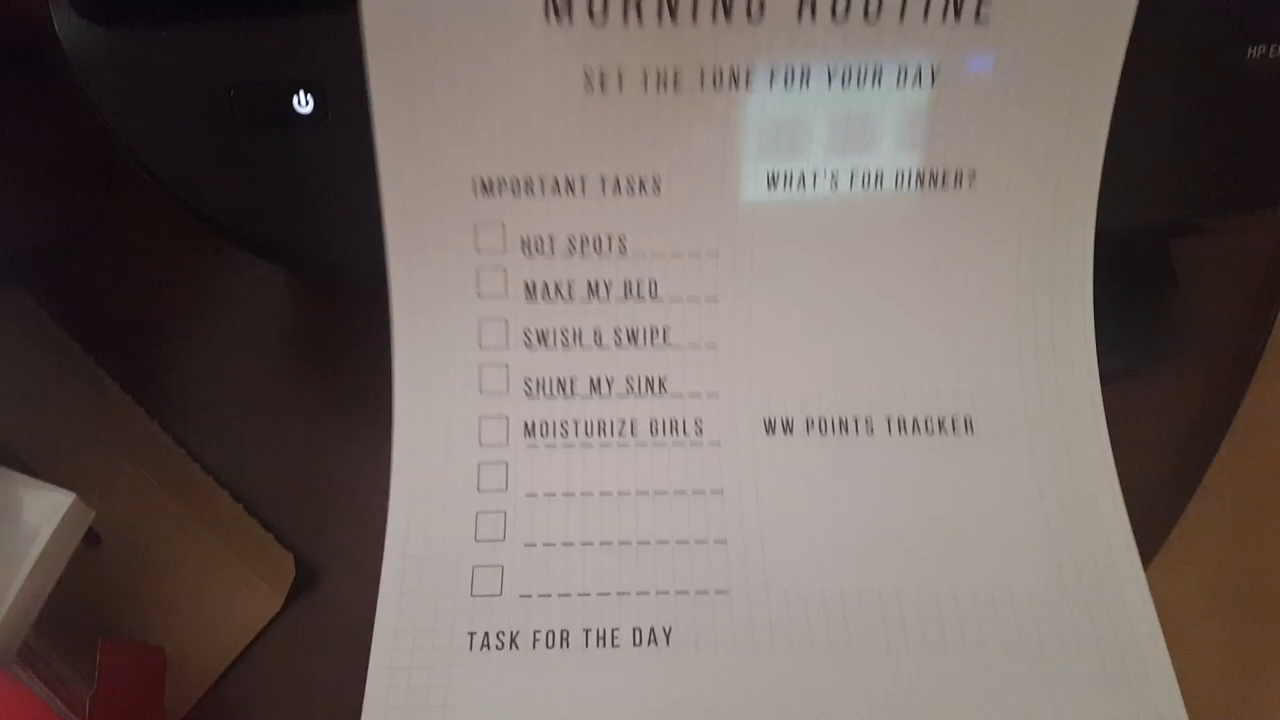 MORNING ROUTINE
SET THE TONE FOR YOUR DAY
IMPORTANT TASKS
HOT SPOTS
MAKE MY BED
SWISH & SWIPE
SHINE MY SINK
MOISTURIZE GIRLS
TASK FOR THE DAY
WHAT'S FOR DINNER?
WW POINTS TRACKER
HP